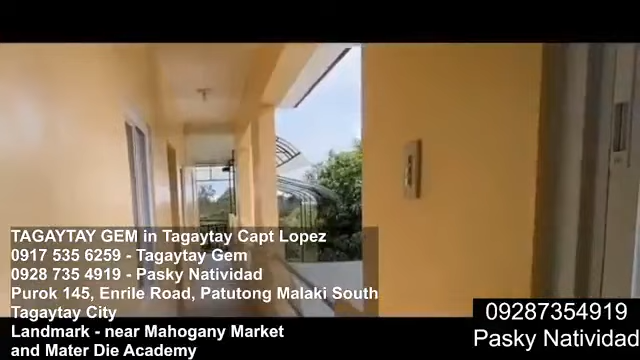 TAGAYTAY GEM in Tagaytay Capt Lopez
0917 535 6259 - Tagaytay Gem
0928 735 4919 - Pasky Natividad
Purok 145, Enrile Road, Patutong Malaki South
Tagaytay City
Landmark - near Mahogany Market
and Mater Die Academy
09287354919
Pasky Natividad